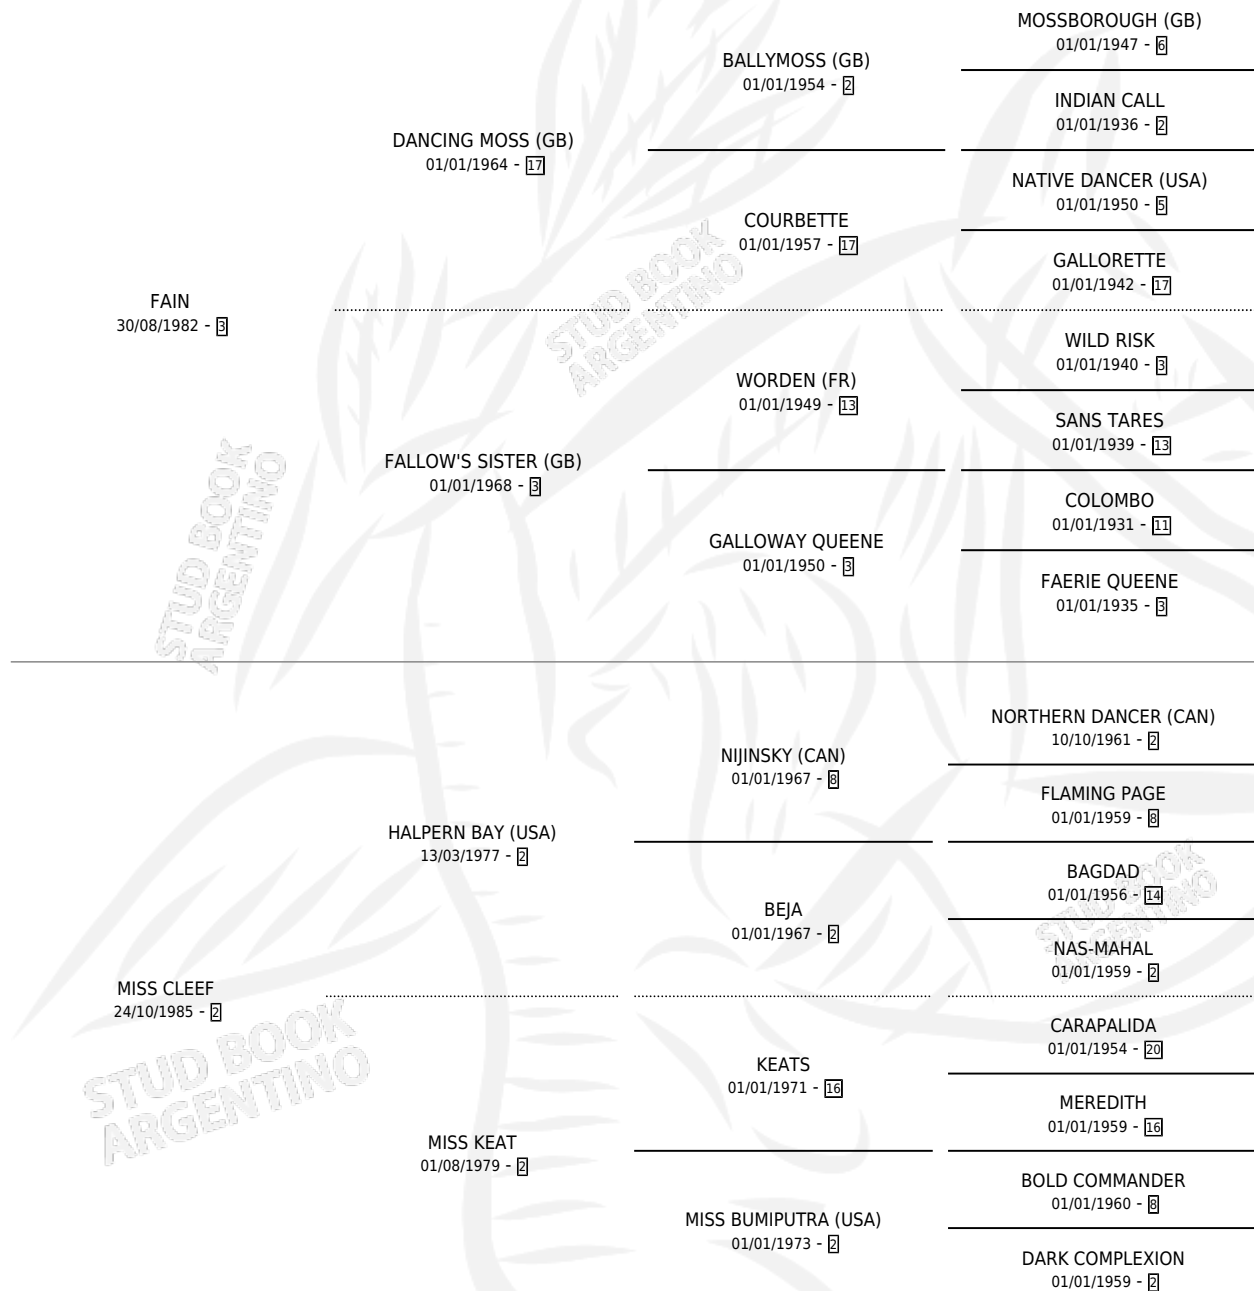 MOSSBOROUGH (GB)
01/01/1947 - 6
BALLYMOSS (GB)
01/01/1954 - 2
INDIAN CALL
01/01/1936 - 2
DANCING MOSS (GB)
01/01/1964 - 17
NATIVE DANCER (USA)
01/01/1950 - 5
COURBETTE
01/01/1957 - 17
GALLORETTE
01/01/1942 - 17
FAIN
30/08/1982 - 3
WILD RISK
01/01/1940 - 3
WORDEN (FR)
01/01/1949 - 13
SANS TARES
01/01/1939 - 13
FALLOW'S SISTER (GB)
01/01/1968 - 3
COLOMBO
01/01/1931 - 11
GALLOWAY QUEENE
01/01/1950 - 3
FAERIE QUEENE
01/01/1935 - 3
STUD BOOK
ARGENTINO
STUD BOOK
ARGENTINO
NORTHERN DANCER (CAN)
10/10/1961 - 2
NIJINSKY (CAN)
01/01/1967 - 8
FLAMING PAGE
01/01/1959 - 8
HALPERN BAY (USA)
13/03/1977 - 2
BAGDAD
01/01/1956 - 14
BEJA
01/01/1967 - 2
NAS-MAHAL
01/01/1959 - 2
STUD BOOK
ARGENTINO
MISS CLEEF
24/10/1985 - 2
CARAPALIDA
01/01/1954 - 20
KEATS
01/01/1971 - 16
MEREDITH
01/01/1959 - 16
STUD BOOK
ARGENTINO
MISS KEAT
01/08/1979 - 2
BOLD COMMANDER
01/01/1960 - 8
MISS BUMIPUTRA (USA)
01/01/1973 - 2
DARK COMPLEXION
01/01/1959 - 2